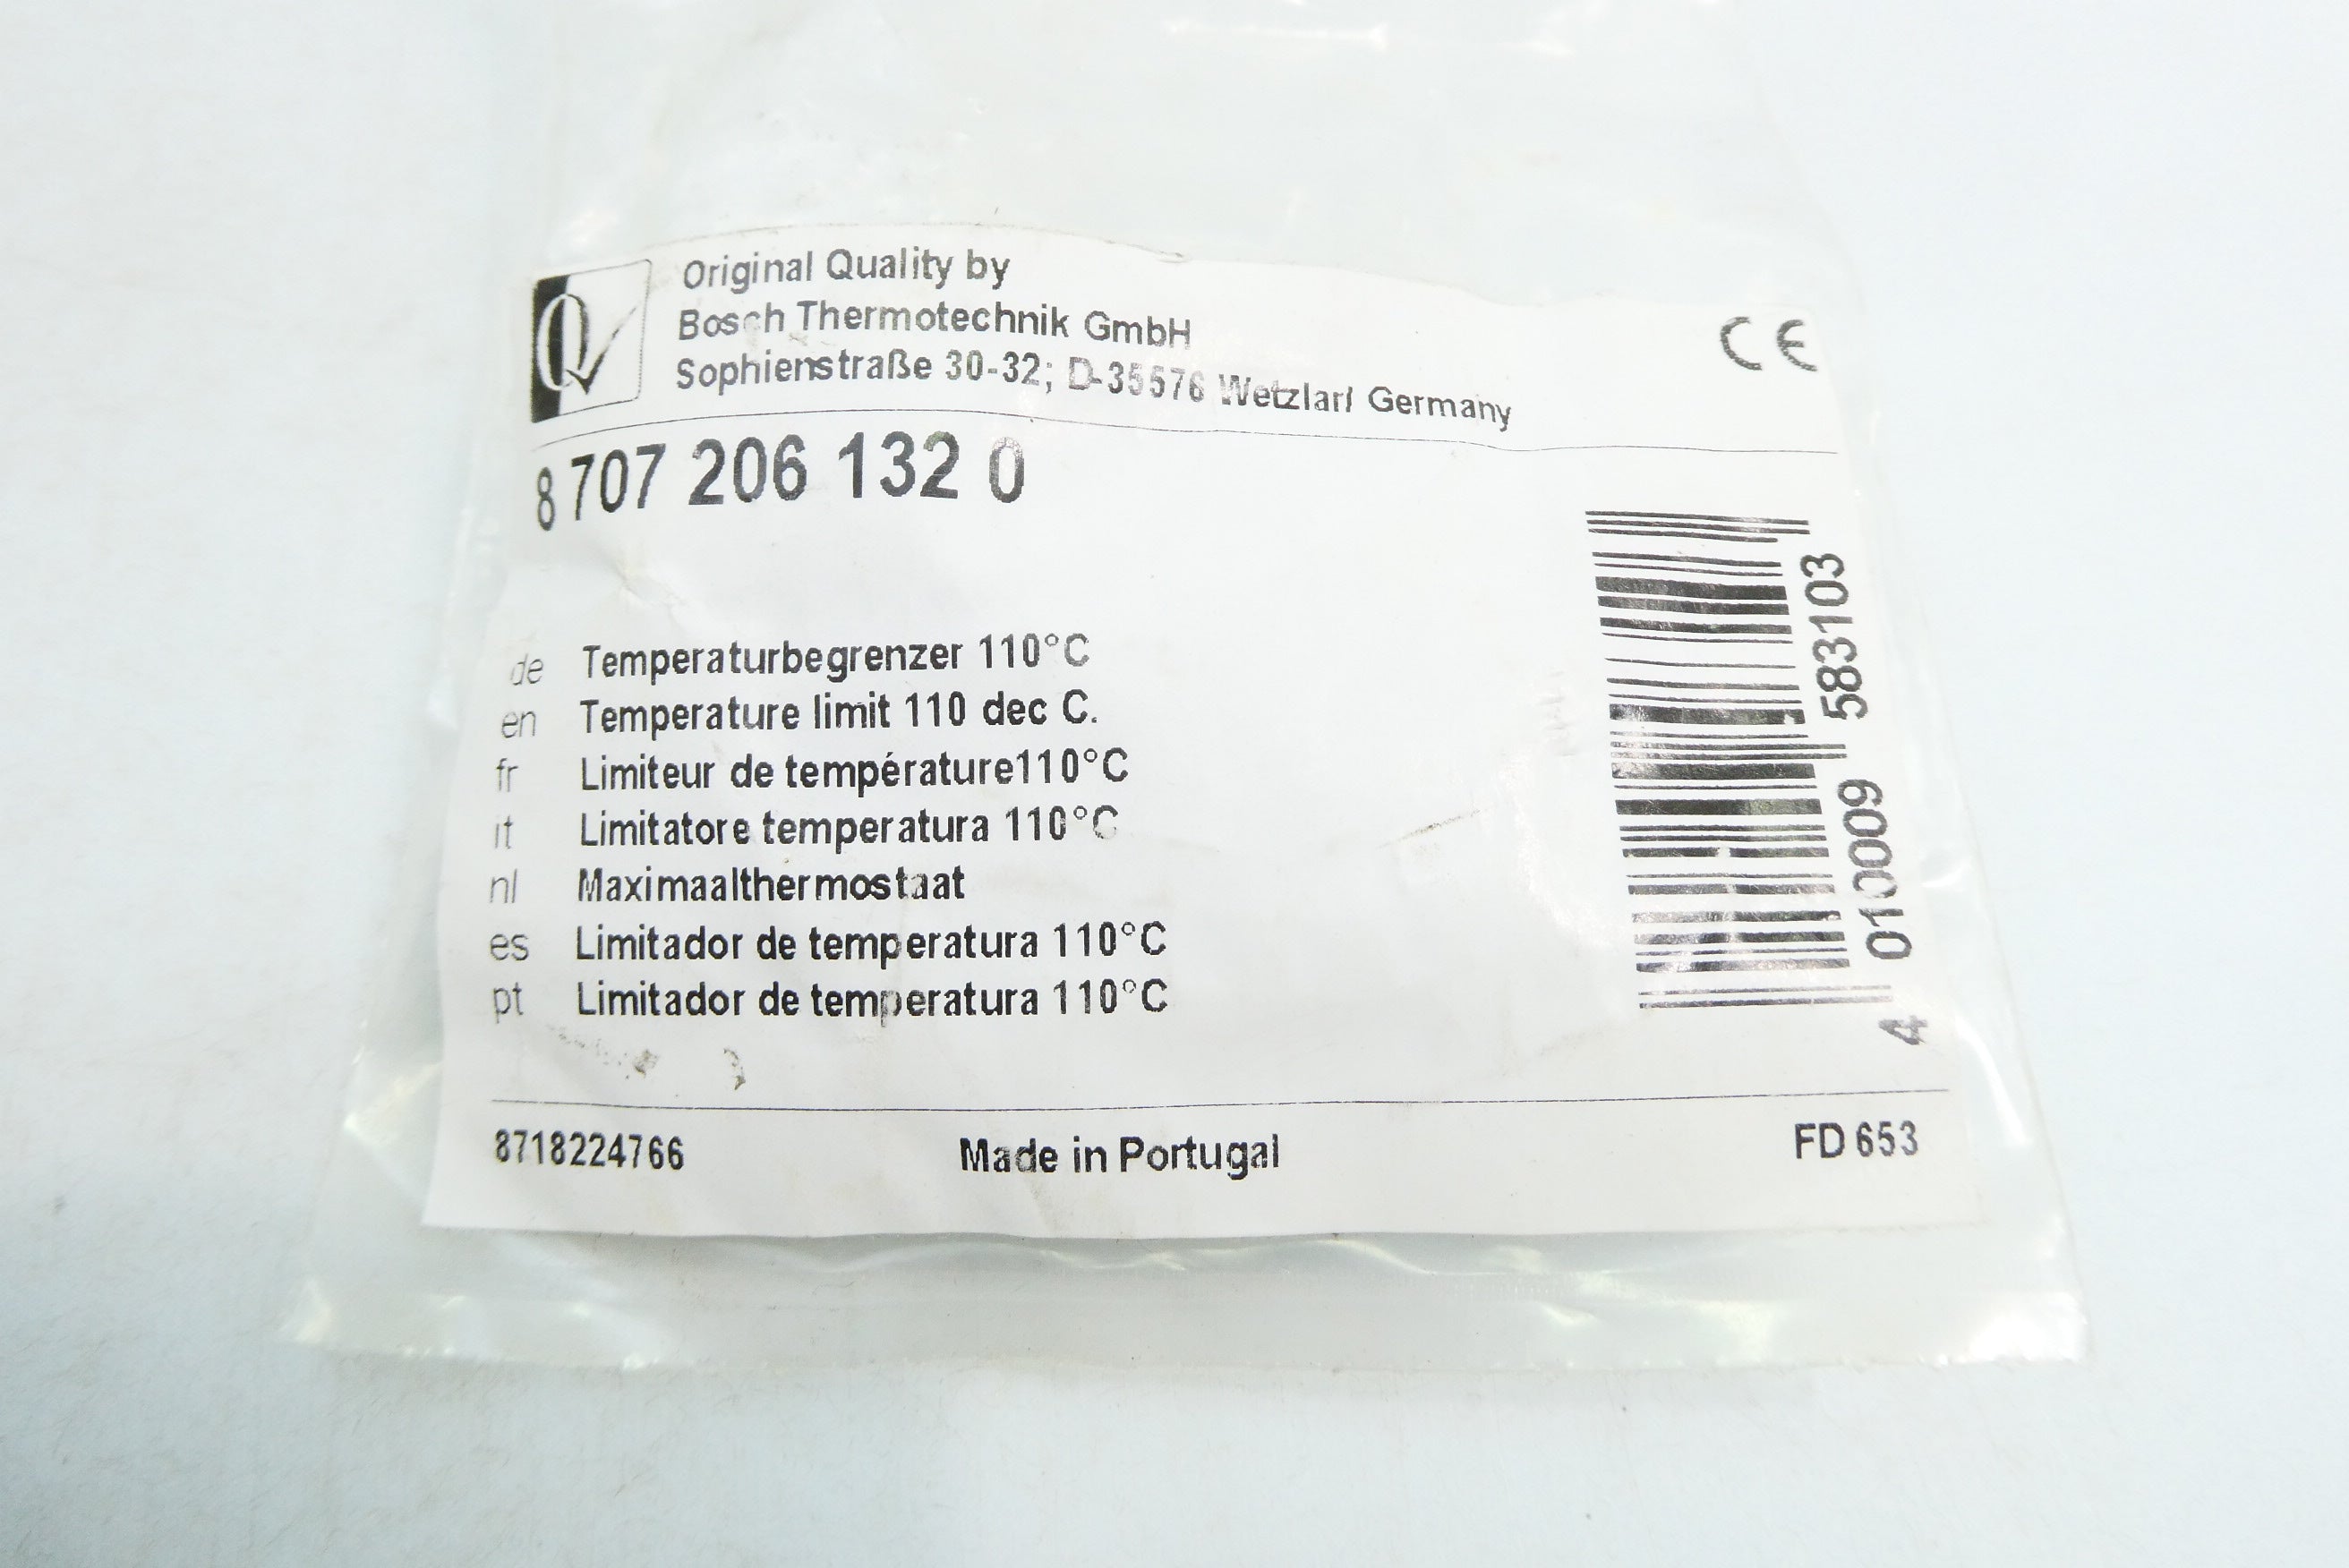 Original Quality by
Bosch Thermotechnik GmbH
Sophienstraße 30-32; D-35576 Wetzlar/ Germany
CE
8 707 206 132 0
de Temperaturbegrenzer 110°C
en Temperature limit 110 dec C.
fr Limiteur de température110°C
it Limitatore temperatura 110°C
nl Maximaalthermostaat
es Limitador de temperatura 110°C
pt Limitador de temperatura 110°C
4 010009 583103
8718224766 Made in Portugal FD 653